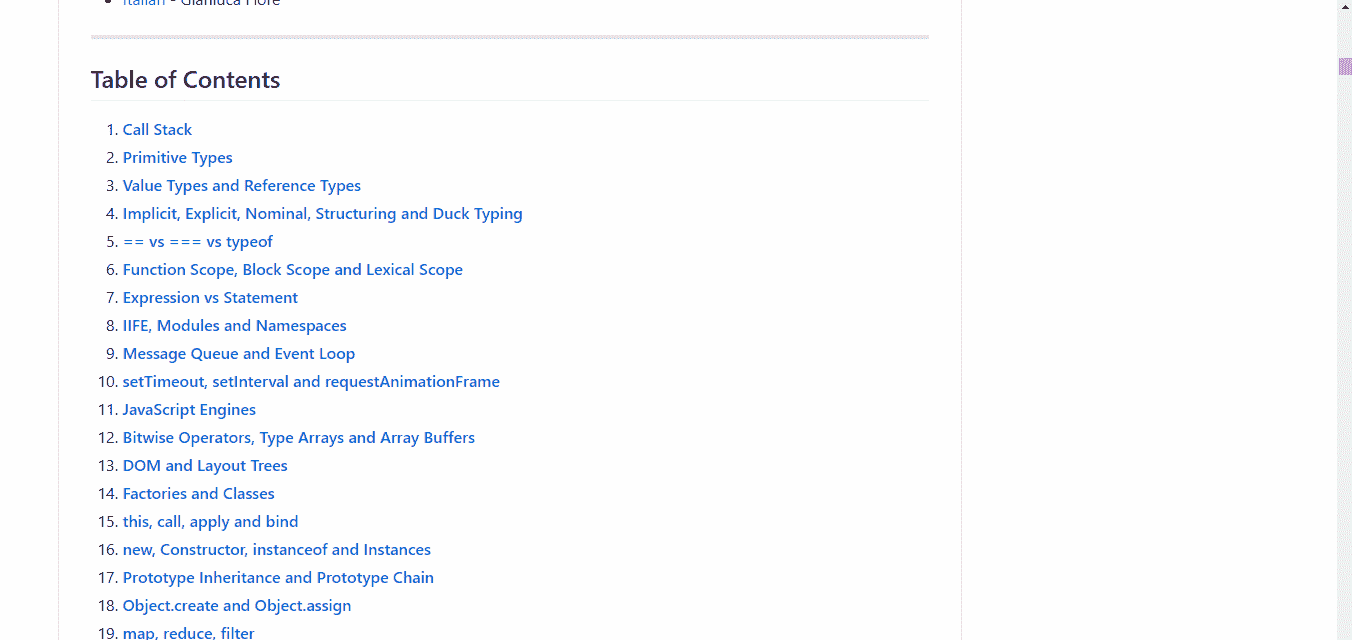 Italian - Gianluca Fiore
Table of Contents
1. Call Stack
2. Primitive Types
3. Value Types and Reference Types
4. Implicit, Explicit, Nominal, Structuring and Duck Typing
5. == vs === vs typeof
6. Function Scope, Block Scope and Lexical Scope
7. Expression vs Statement
8. IIFE, Modules and Namespaces
9. Message Queue and Event Loop
10. setTimeout, setInterval and requestAnimationFrame
11. JavaScript Engines
12. Bitwise Operators, Type Arrays and Array Buffers
13. DOM and Layout Trees
14. Factories and Classes
15. this, call, apply and bind
16. new, Constructor, instanceof and Instances
17. Prototype Inheritance and Prototype Chain
18. Object.create and Object.assign
19. map, reduce, filter